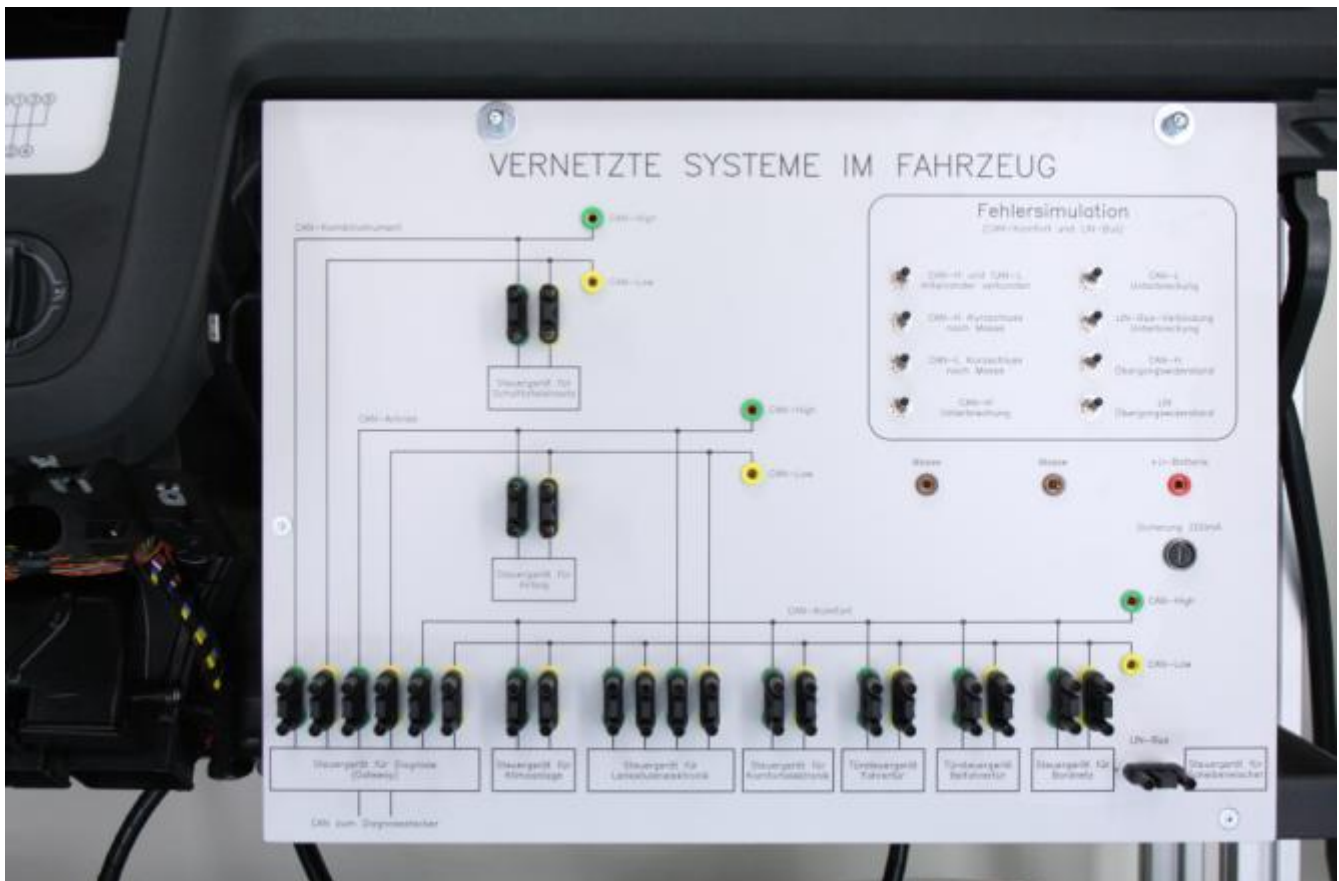 VERNETZTE SYSTEME IM FAHRZEUG
CAN-Kombiinstrument
CAN-High
CAN-Low
Steuergerät für
Fehlersimulation
(CAN-Komfort und LIN-Bus)
CAN-H und CAN-L
miteinander verbunden
CAN-L
Unterbrechung
CAN-H Kurzschluss
nach Masse
LIN-Bus-Verbindung
Unterbrechung
CAN-L Kurzschluss
nach Masse
CAN-H
Übergangswiderstand
CAN-H
Unterbrechung
LIN
Übergangswiderstand
CAN-Antrieb
CAN-High
CAN-Low
Masse
Masse
+U-Batterie
Sicherung
Steuergerät für
Airbag
CAN-Komfort
CAN-High
CAN-Low
LIN-Bus
Steuergerät für Diagnose
(Gateway)
Steuergerät für
Klimaanlage
Steuergerät für
Lenksäulenelektronik
Steuergerät für
Komfortelektronik
Türsteuergerät
Fahrertür
Türsteuergerät
Beifahrertür
Steuergerät für
Bordnetz
Steuergerät für
Scheibenwischer
CAN zum Diagnosestecker